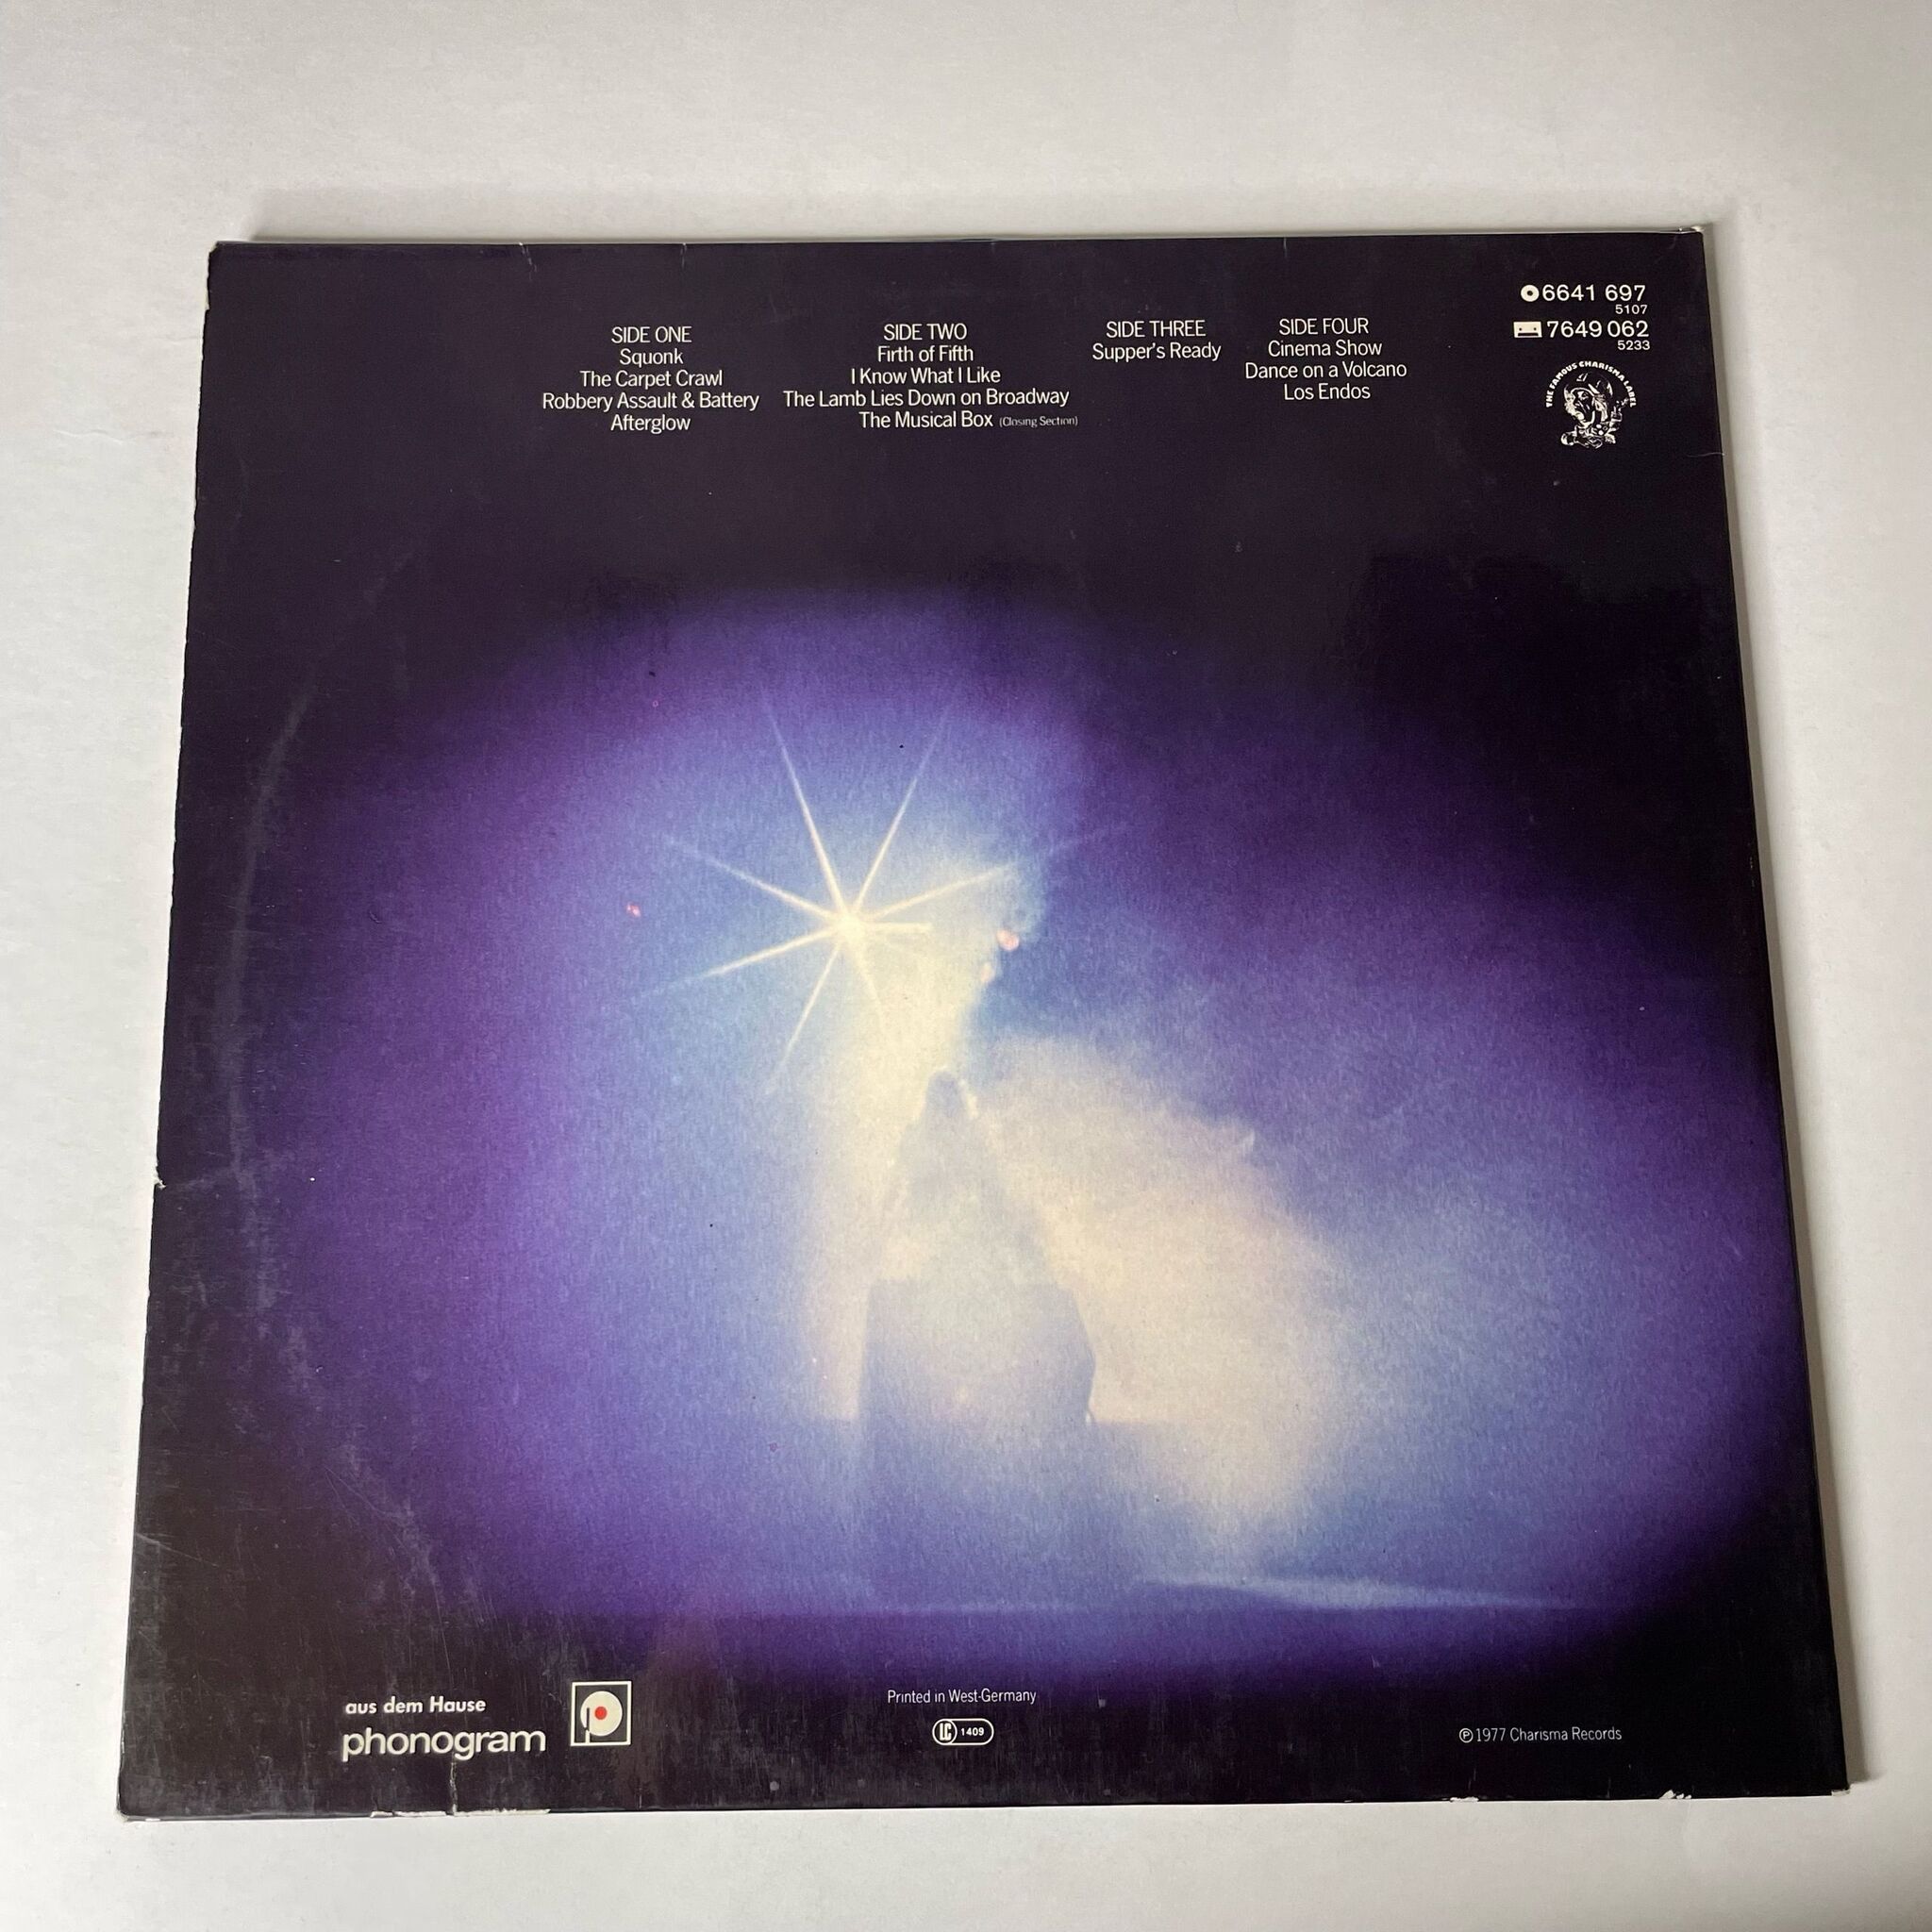 SIDE ONE
Squonk
The Carpet Crawl
Robbery Assault & Battery
Afterglow
SIDE TWO
Firth of Fifth
I Know What I Like
The Lamb Lies Down on Broadway
The Musical Box (Closing Section)
SIDE THREE
Supper's Ready
SIDE FOUR
Cinema Show
Dance on a Volcano
Los Endos
6641 697
5107
7649 062
5233
THE FAMOUS CHARISMA LABEL
aus dem Hause
phonogram
p
Printed in West-Germany
LC 1409
℗ 1977 Charisma Records